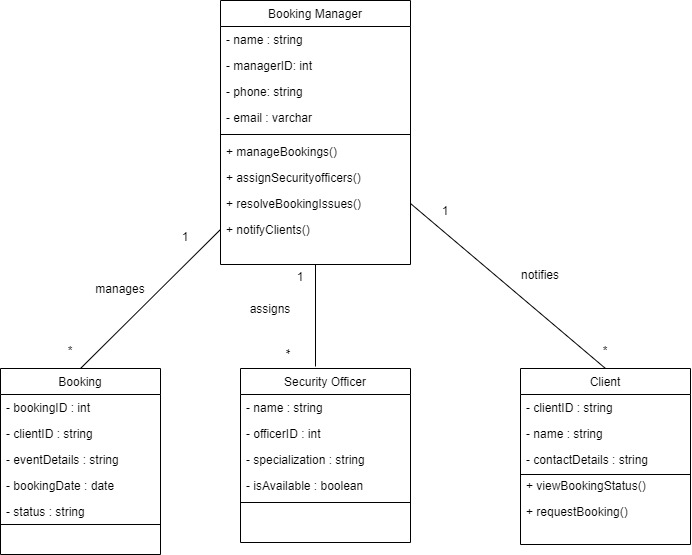 Booking Manager
- name : string
- managerID: int
- phone: string
- email : varchar
+ manageBookings()
+ assignSecurityofficers()
+ resolveBookingIssues()
+ notifyClients()
1
1
1
manages
assigns
notifies
*
*
*
Booking
- bookingID : int
- clientID : string
- eventDetails : string
- bookingDate : date
- status : string
Security Officer
- name : string
- officerID : int
- specialization : string
- isAvailable : boolean
Client
- clientID : string
- name : string
- contactDetails : string
+ viewBookingStatus()
+ requestBooking()